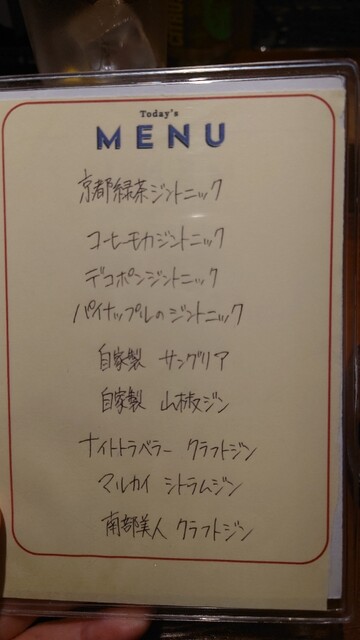 Today's
MENU
京都緑茶ジントニック
コーヒーモカジントニック
デコポンジントニック
パイナップルのジントニック
自家製 サングリア
自家製 山椒ジン
ナイトトラベラー クラフトジン
マルカイ シトラムジン
南部美人 クラフトジン